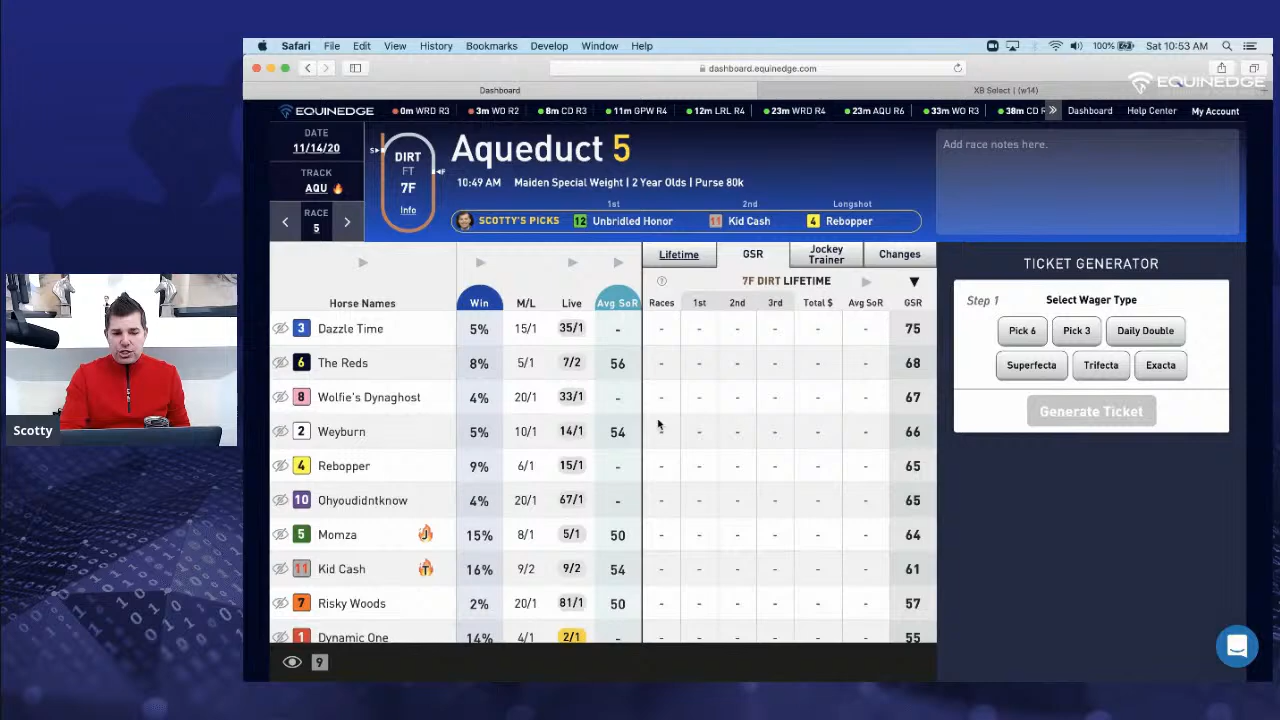 Safari File Edit View History Bookmarks Develop Window Help 100% Sat 10:53 AM
dashboard.equinedge.com
EQUINEDGE
Dashboard XB Select | (w14)
EQUINEDGE 0m WRD R3 3m WO R2 8m CD R3 11m GPW R4 12m LRL R4 23m WRD R4 23m AQU R6 33m WO R3 38m CD R Dashboard Help Center My Account
DATE
11/14/20
TRACK
AQU
RACE
5
S
DIRT
FT
7F
F
Info
Aqueduct 5
10:49 AM Maiden Special Weight | 2 Year Olds | Purse 80k
1st 2nd Longshot
SCOTTY'S PICKS 12 Unbridled Honor 11 Kid Cash 4 Rebopper
Add race notes here.
Lifetime GSR Jockey Trainer Changes
7F DIRT LIFETIME
Horse Names Win M/L Live Avg SoR Races 1st 2nd 3rd Total $ Avg SoR GSR
3 Dazzle Time 5% 15/1 35/1 - - - - - - - 75
6 The Reds 8% 5/1 7/2 56 - - - - - - 68
8 Wolfie's Dynaghost 4% 20/1 33/1 - - - - - - - 67
2 Weyburn 5% 10/1 14/1 54 - - - - - - 66
4 Rebopper 9% 6/1 15/1 - - - - - - - 65
10 Ohyoudidntknow 4% 20/1 67/1 - - - - - - - 65
5 Momza J 15% 8/1 5/1 50 - - - - - - 64
11 Kid Cash T 16% 9/2 9/2 54 - - - - - - 61
7 Risky Woods 2% 20/1 81/1 50 - - - - - - 57
1 Dynamic One 14% 4/1 2/1 - - - - - - - 55
9
TICKET GENERATOR
Step 1 Select Wager Type
Pick 6 Pick 3 Daily Double
Superfecta Trifecta Exacta
Generate Ticket
Scotty